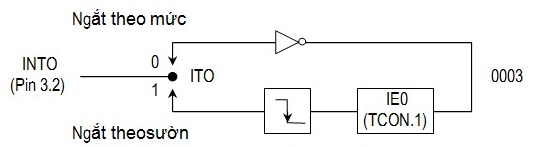 Ngắt theo mức
INTO
(Pin 3.2)
0
1
ITO
0003
IE0
(TCON.1)
Ngắt theosườn